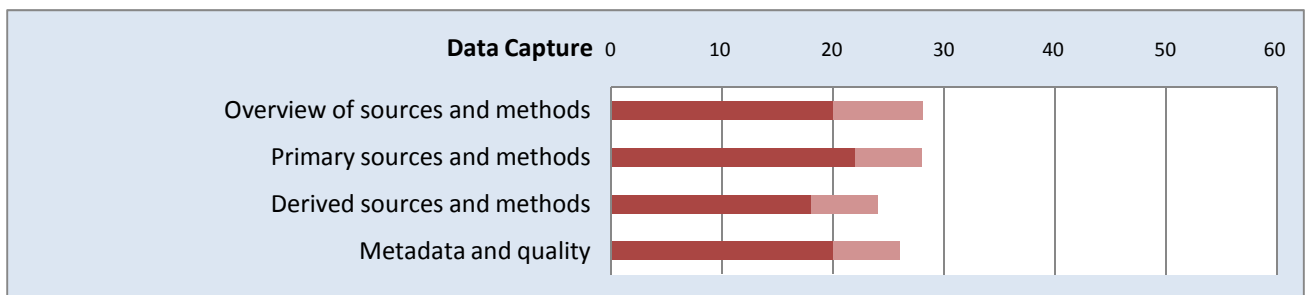 Data Capture 0 10 20 30 40 50 60
Overview of sources and methods
Primary sources and methods
Derived sources and methods
Metadata and quality